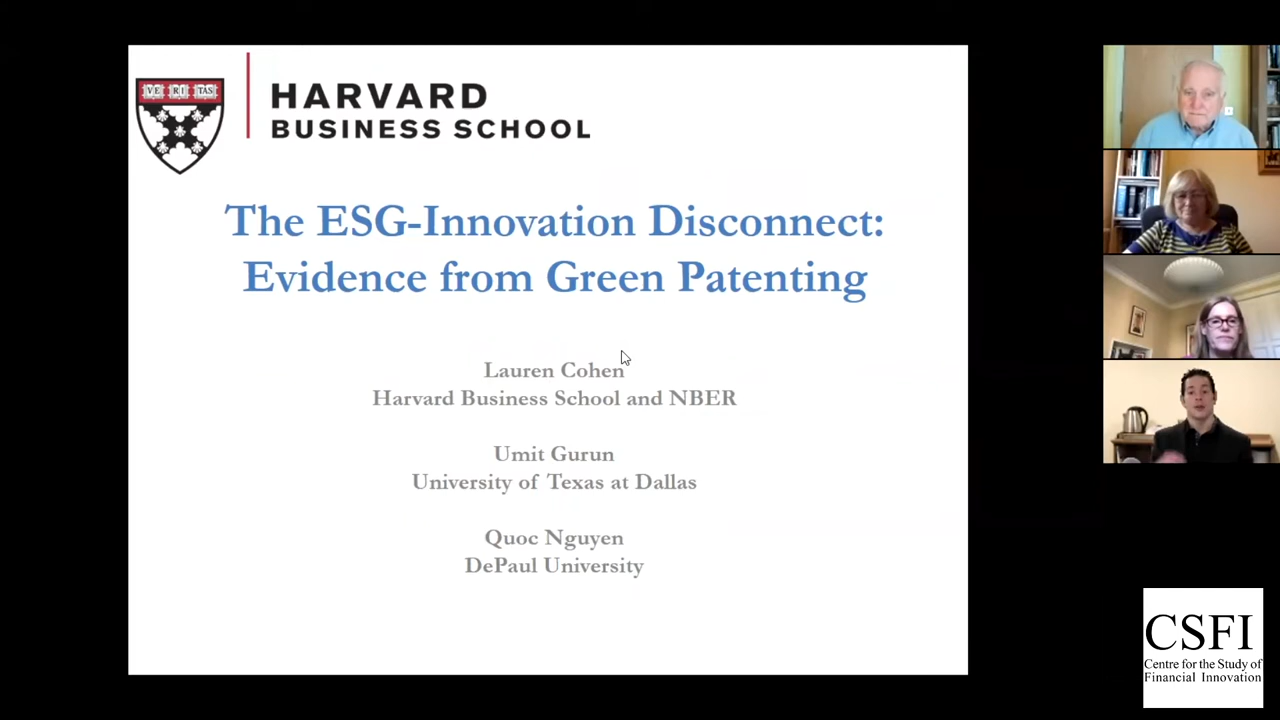 VE RI TAS
HARVARD
BUSINESS SCHOOL
The ESG-Innovation Disconnect:
Evidence from Green Patenting
Lauren Cohen
Harvard Business School and NBER
Umit Gurun
University of Texas at Dallas
Quoc Nguyen
DePaul University
CSFI
Centre for the Study of
Financial Innovation